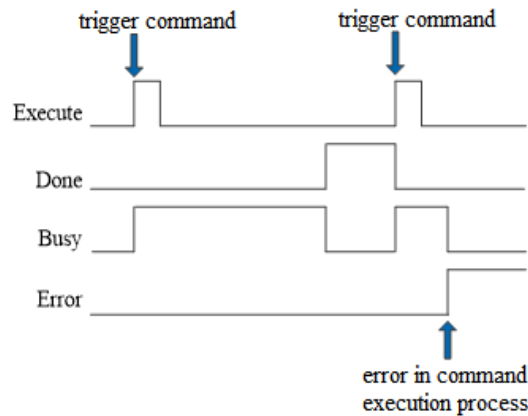 trigger command
trigger command
Execute
Done
Busy
Error
error in command
execution process